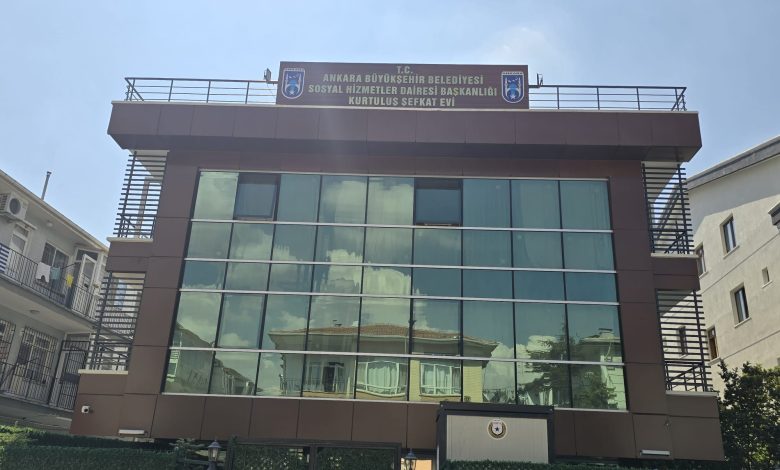 T.C.
ANKARA BÜYÜKŞEHİR BELEDİYESİ
SOSYAL HİZMETLER DAİRESİ BAŞKANLIĞI
KURTULUŞ ŞEFKAT EVİ